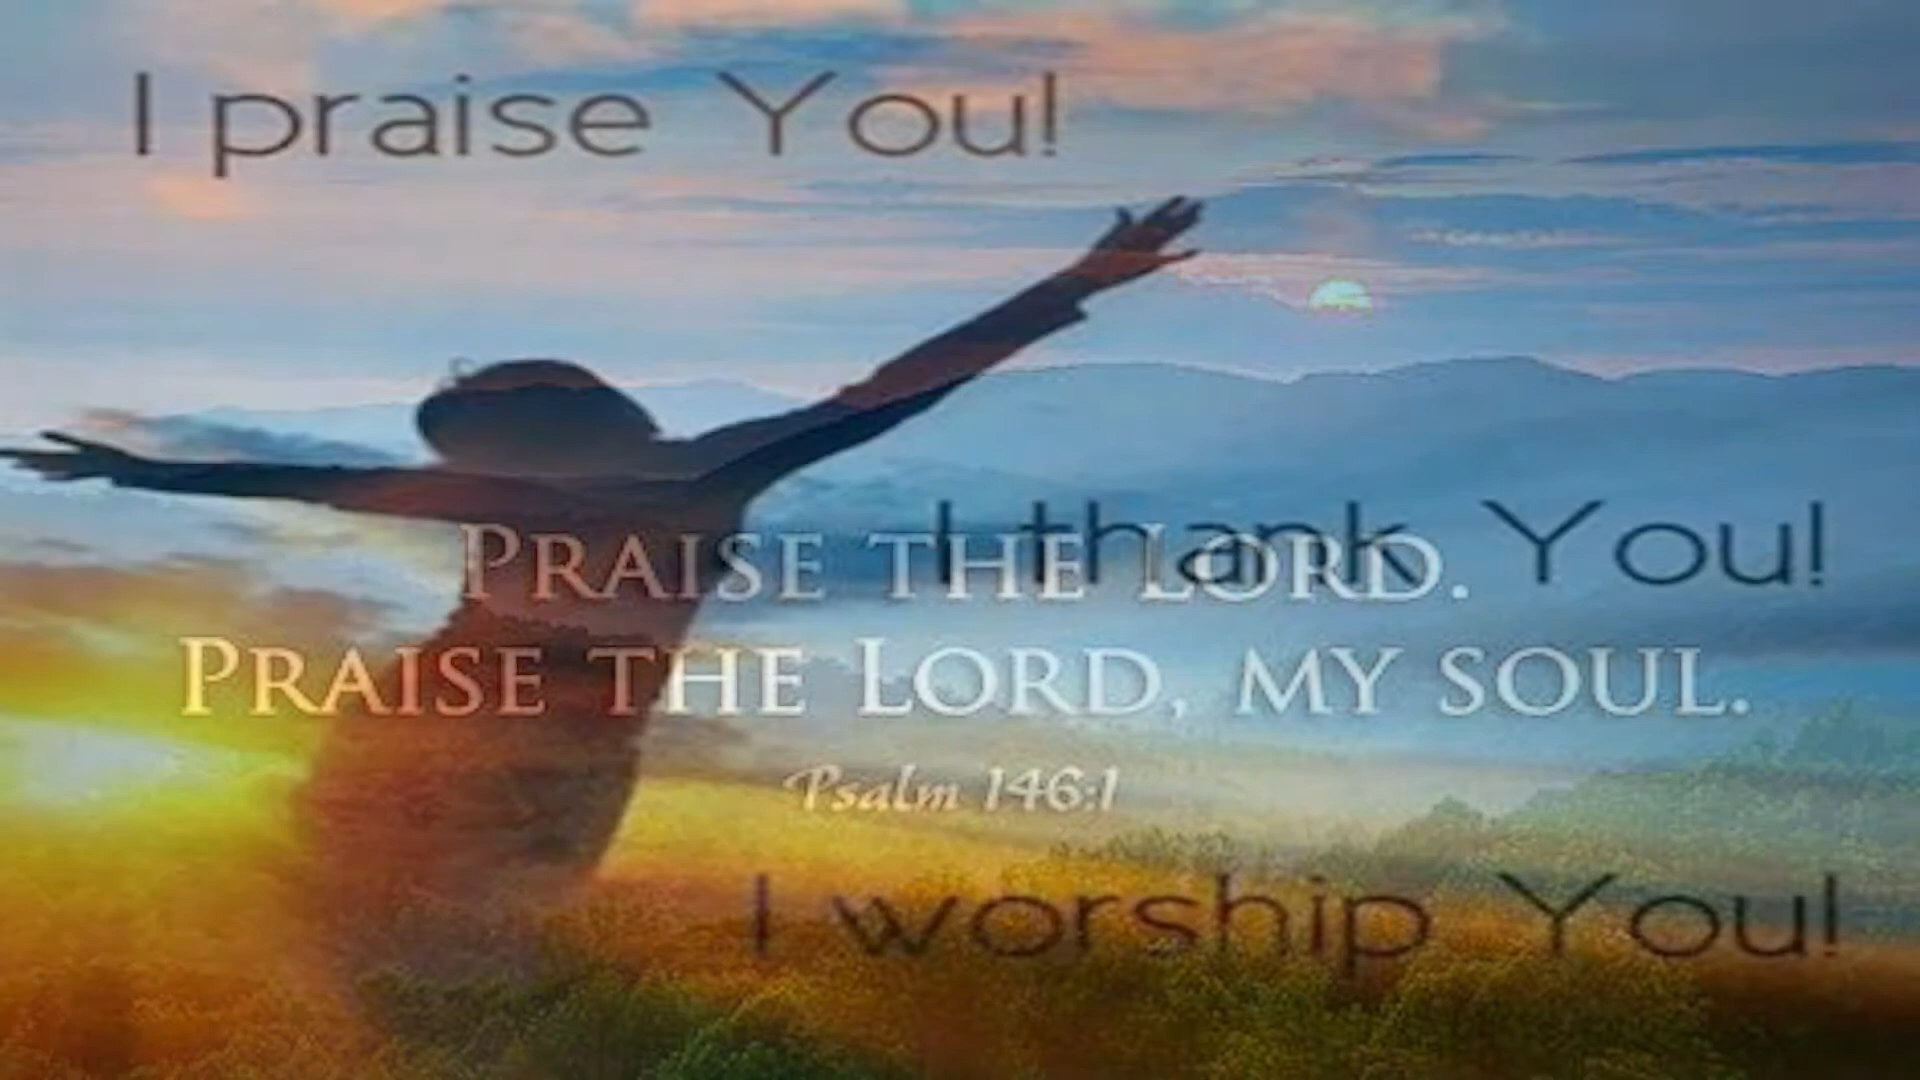 I praise You!
I thank You!
PRAISE THE LORD.
PRAISE THE LORD, MY SOUL.
Psalm 146:1
I worship You!